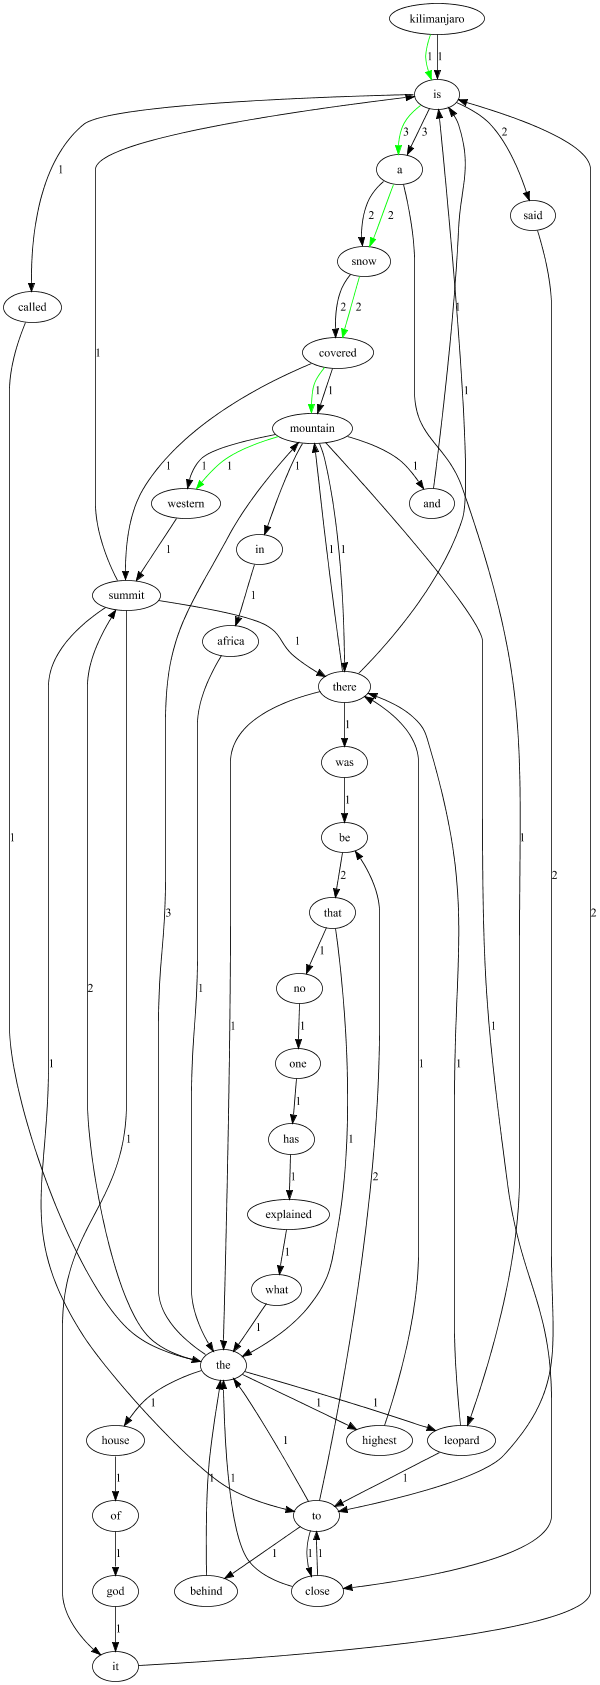 kilimanjaro
1 1
is
3 3 2
1
a
said
2 2
snow
called
2 2
1
covered
1 1
1
1
mountain
1
1 1 1 1
western
and
in
1 1 1
1
summit
1
africa
1
there
1
was
1
1
1
be
2
2
that
3
1
no
2 1 1 1
1
one
1 1 1
1
has
1 1
2
explained
1
what
1
the
1 1 1
house
highest
leopard
1
1 1
1
of
to
1
1 1 1
god
behind
close
1
it